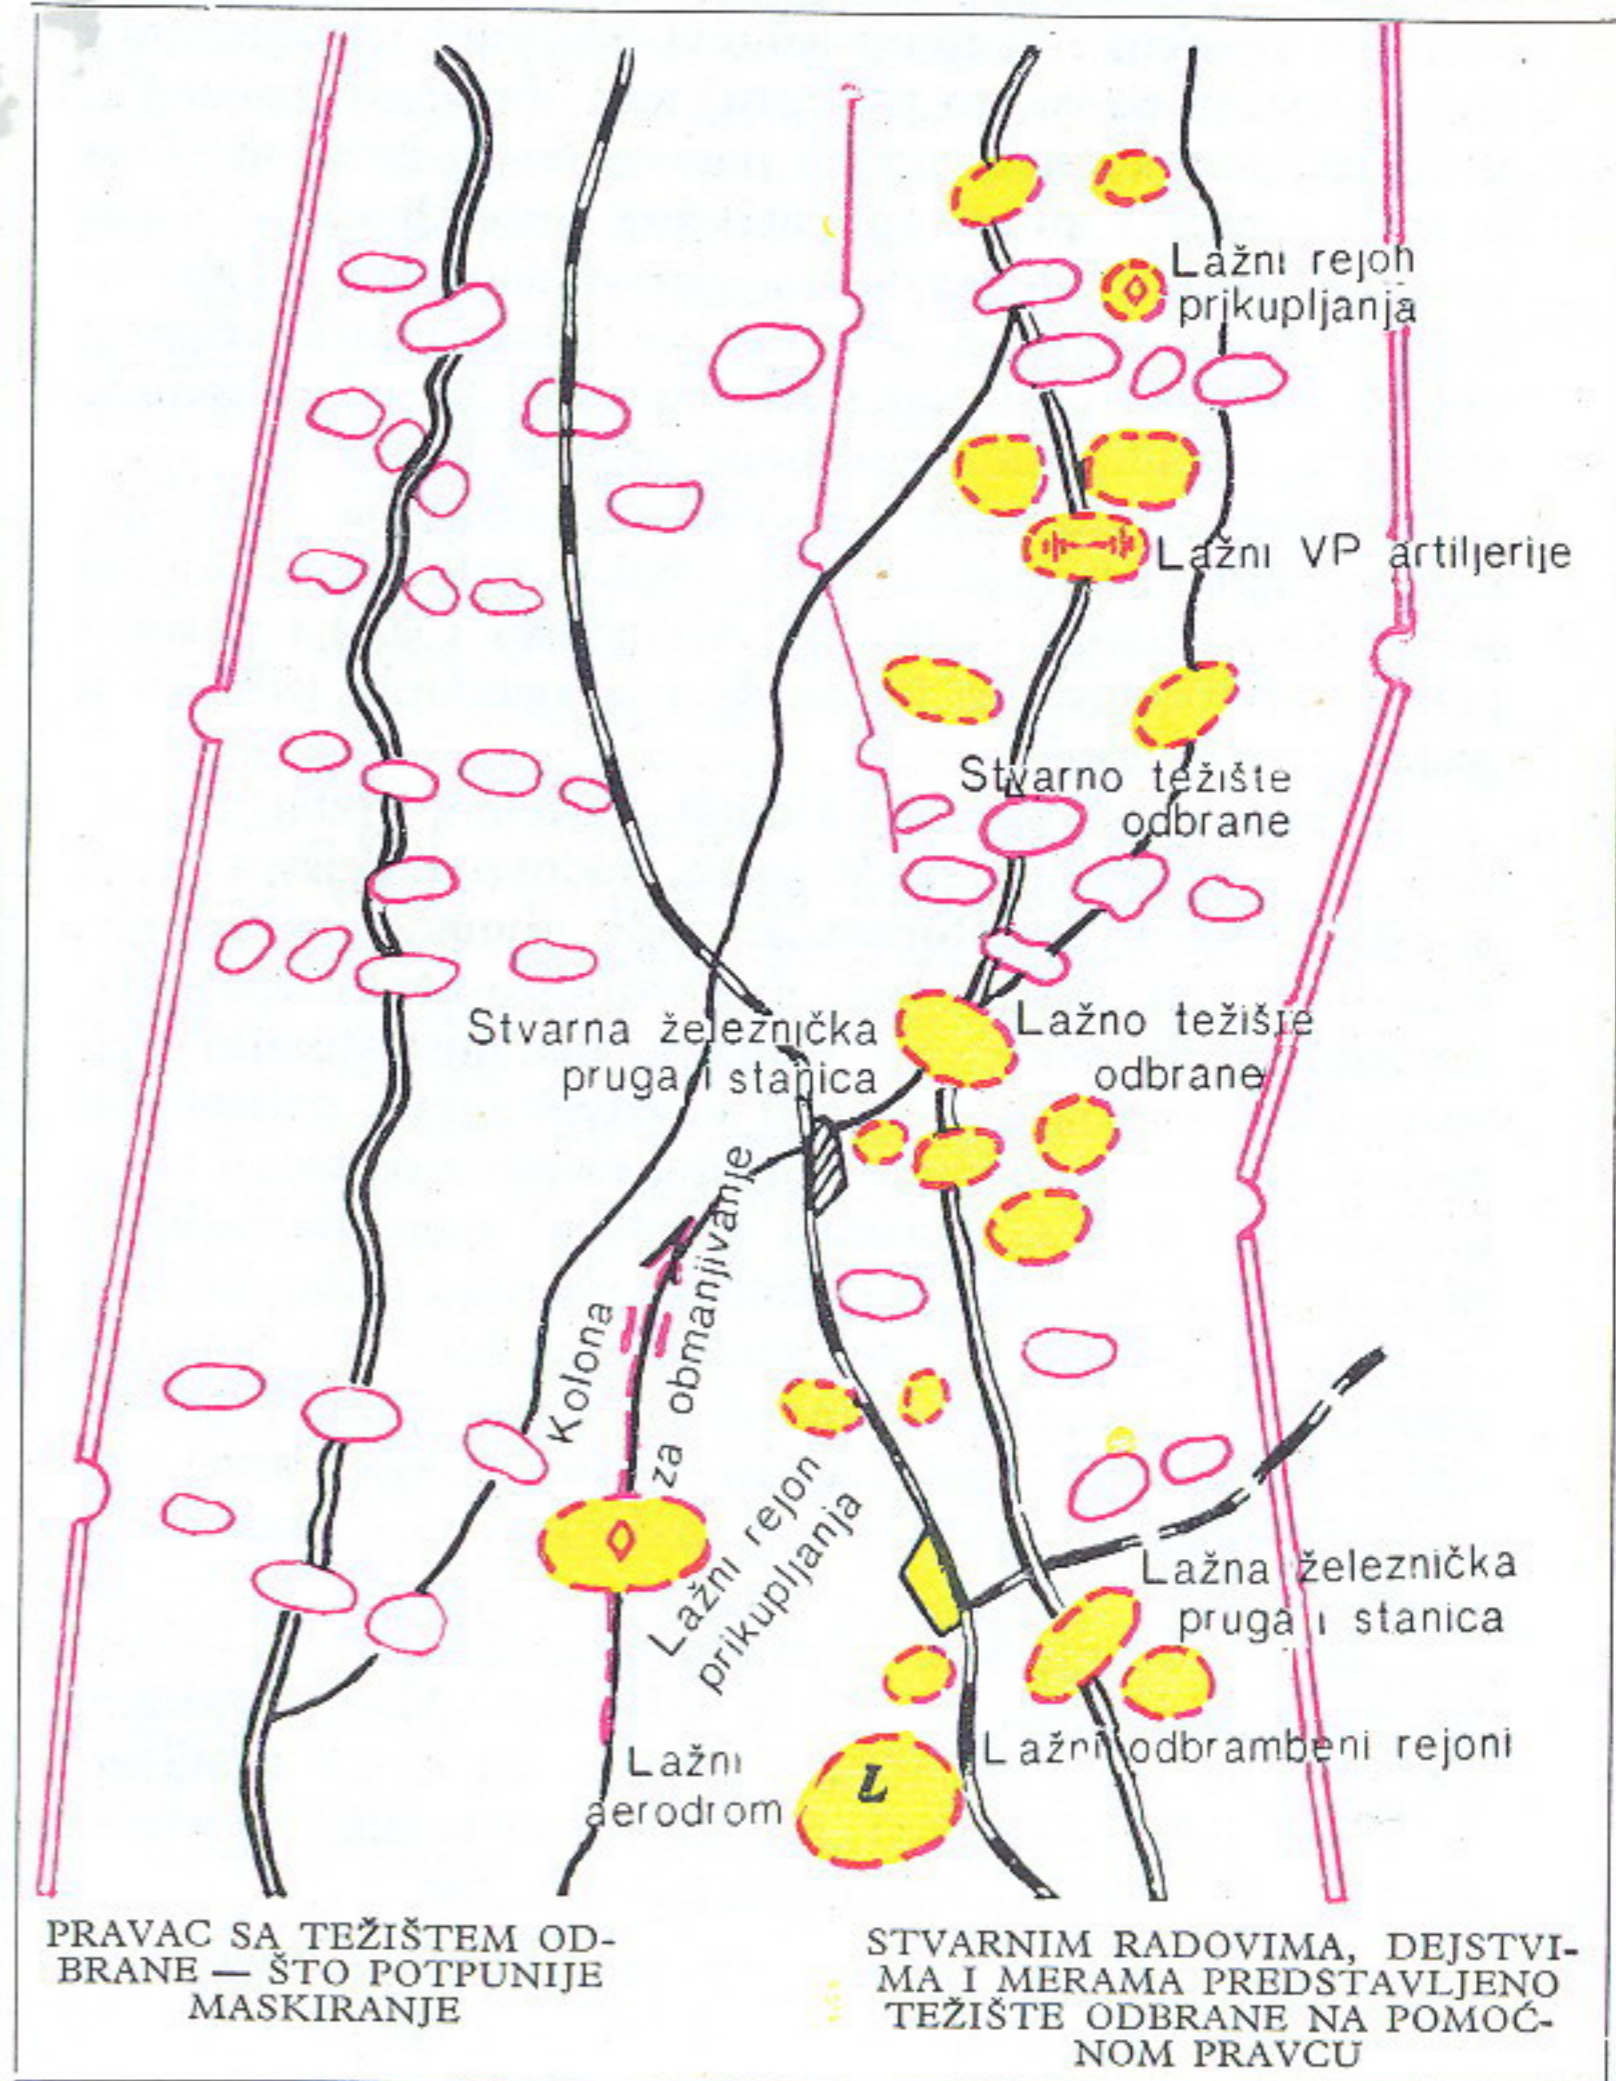 Lažni rejon
prikupljanja
Lažni VP artiljerije
Stvarno težište
odbrane
Stvarna železnička
pruga i stanica
Lažno težište
odbrane
Kolona
za obmanjivanje
Lažni rejon
prikupljanja
Lažna železnička
pruga i stanica
Lažni odbrambeni rejoni
Lažni
aerodrom
L
PRAVAC SA TEŽIŠTEM OD-
BRANE — ŠTO POTPUNIJE
MASKIRANJE
STVARNIM RADOVIMA, DEJSTVI-
MA I MERAMA PREDSTAVLJENO
TEŽIŠTE ODBRANE NA POMOĆ-
NOM PRAVCU